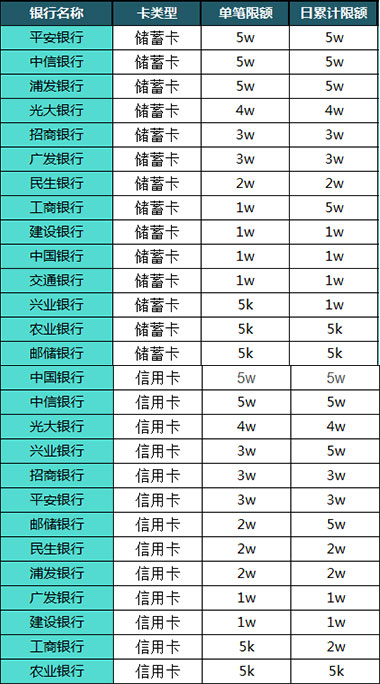 银行名称 卡类型 单笔限额 日累计限额
平安银行 储蓄卡 5w 5w
中信银行 储蓄卡 5w 5w
浦发银行 储蓄卡 5w 5w
光大银行 储蓄卡 4w 4w
招商银行 储蓄卡 3w 3w
广发银行 储蓄卡 3w 3w
民生银行 储蓄卡 2w 2w
工商银行 储蓄卡 1w 5w
建设银行 储蓄卡 1w 1w
中国银行 储蓄卡 1w 1w
交通银行 储蓄卡 1w 1w
兴业银行 储蓄卡 5k 1w
农业银行 储蓄卡 5k 5k
邮储银行 储蓄卡 5k 5k
中国银行 信用卡 5w 5w
中信银行 信用卡 5w 5w
光大银行 信用卡 4w 4w
兴业银行 信用卡 3w 5w
招商银行 信用卡 3w 3w
平安银行 信用卡 3w 3w
邮储银行 信用卡 2w 5w
民生银行 信用卡 2w 2w
浦发银行 信用卡 2w 2w
广发银行 信用卡 1w 1w
建设银行 信用卡 1w 1w
工商银行 信用卡 5k 2w
农业银行 信用卡 5k 5k